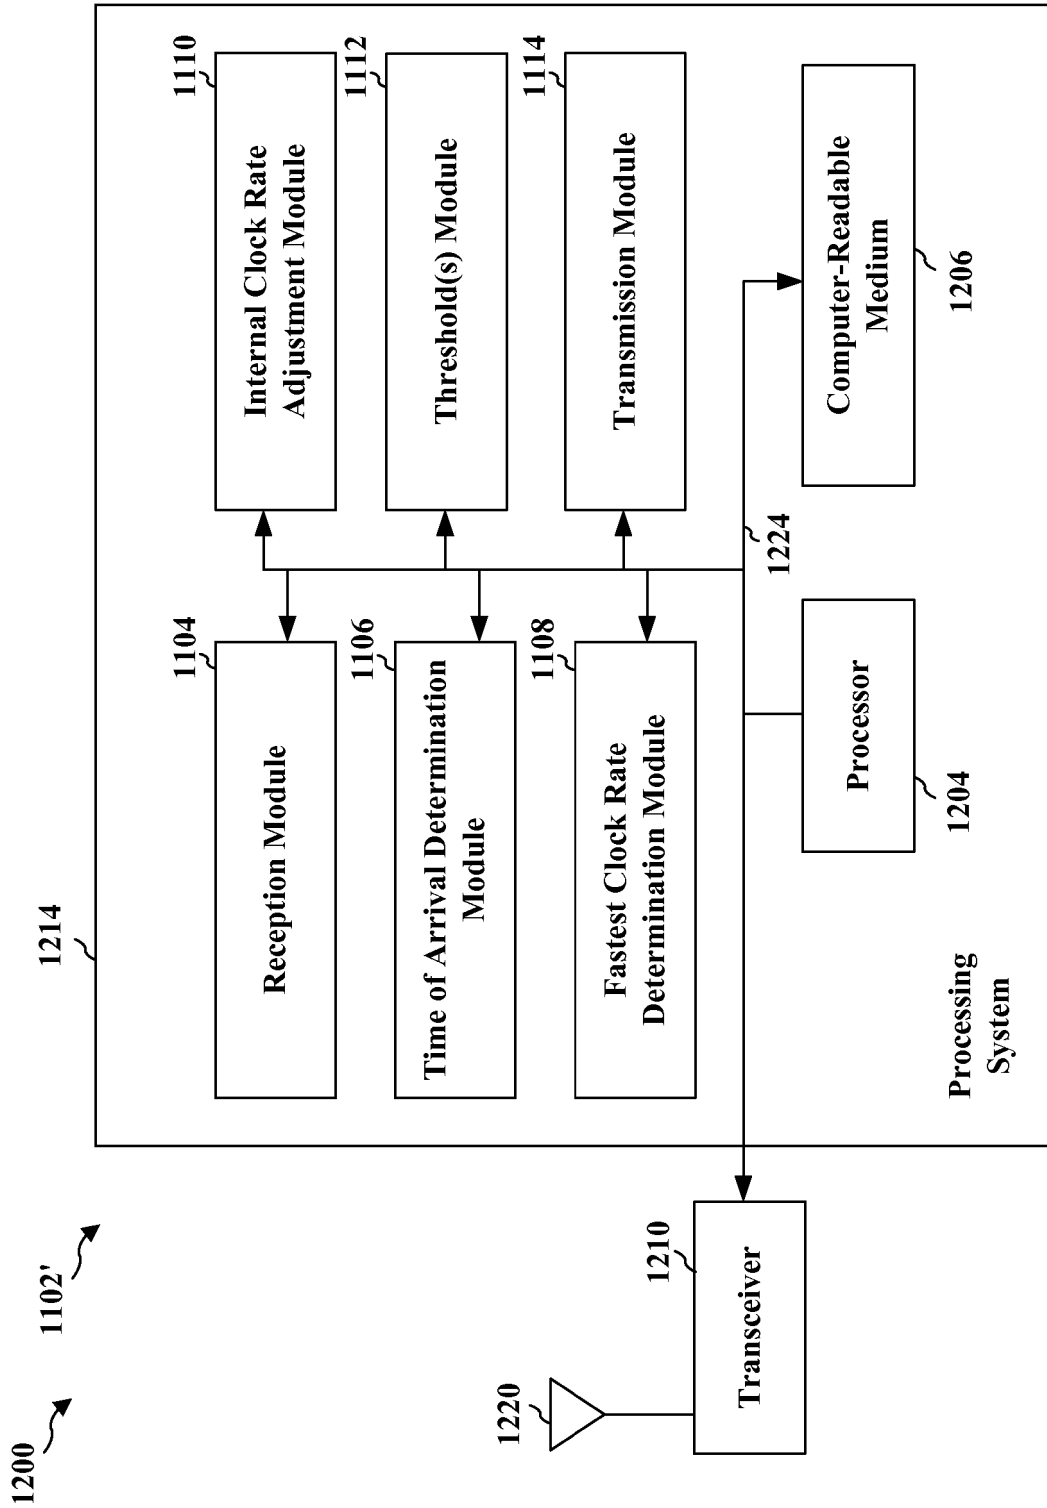 1200
1102'
1214
1220
1210
Transceiver
1104
Reception Module
1106
Time of Arrival Determination
Module
1108
Fastest Clock Rate
Determination Module
1110
Internal Clock Rate
Adjustment Module
1112
Threshold(s) Module
1114
Transmission Module
1224
Processor
1204
Computer-Readable
Medium
1206
Processing
System